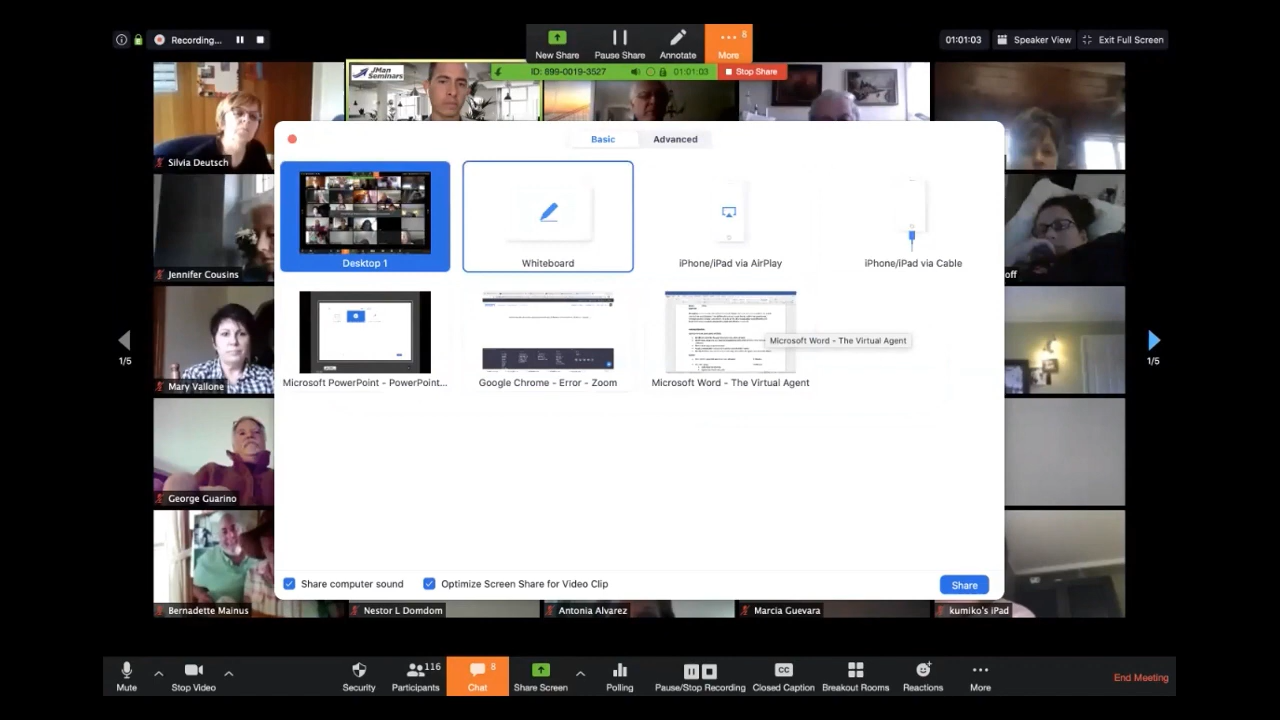 Recording...
New Share
Pause Share
Annotate
8
More
01:01:03
Speaker View
Exit Full Screen
ID: 899-0019-3527
01:01:03
Stop Share
JMan
Seminars
Basic
Advanced
Silvia Deutsch
Desktop 1
Whiteboard
iPhone/iPad via AirPlay
iPhone/iPad via Cable
Jennifer Cousins
off
Microsoft Word - The Virtual Agent
1/5
1/5
Microsoft PowerPoint - PowerPoint...
Google Chrome - Error - Zoom
Microsoft Word - The Virtual Agent
Mary Vallone
George Guarino
Share computer sound
Optimize Screen Share for Video Clip
Share
Bernadette Mainus
Nestor L Domdom
Antonia Alvarez
Marcia Guevara
kumiko's iPad
Mute
Stop Video
Security
116
Participants
8
Chat
Share Screen
Polling
Pause/Stop Recording
CC
Closed Caption
Breakout Rooms
Reactions
More
End Meeting